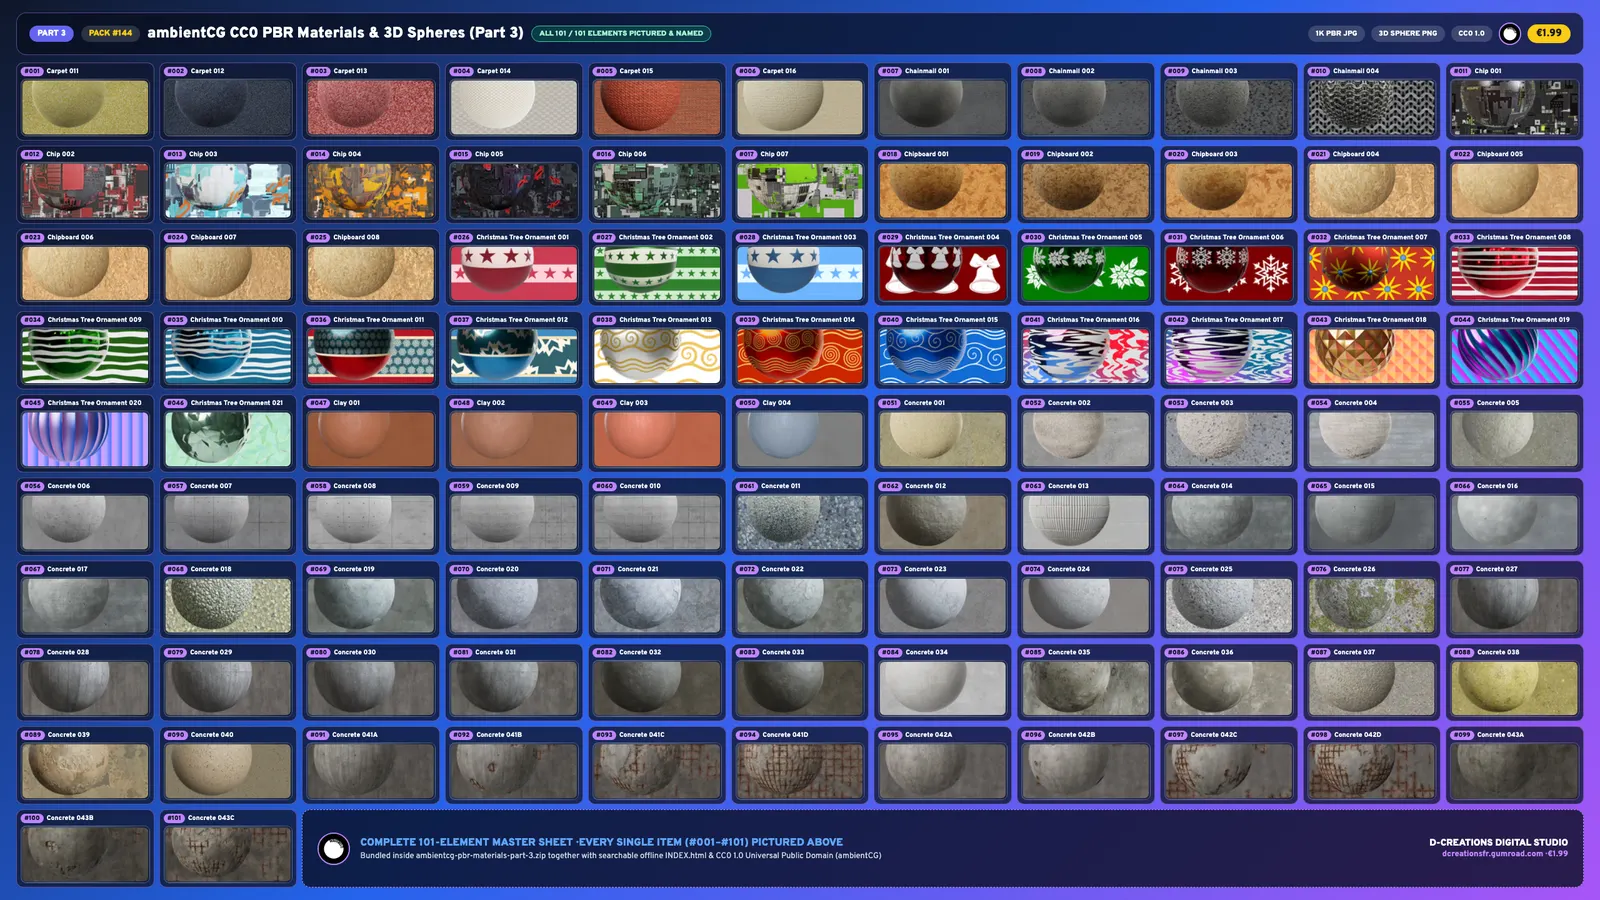 PART 3 PACK #144 ambientCG CC0 PBR Materials & 3D Spheres (Part 3) ALL 101 / 101 ELEMENTS PICTURED & NAMED 1K PBR JPG 3D SPHERE PNG CC0 1.0 €1.99
#001 Carpet 011 #002 Carpet 012 #003 Carpet 013 #004 Carpet 014 #005 Carpet 015 #006 Carpet 016 #007 Chainmail 001 #008 Chainmail 002 #009 Chainmail 003 #010 Chainmail 004 #011 Chip 001
#012 Chip 002 #013 Chip 003 #014 Chip 004 #015 Chip 005 #016 Chip 006 #017 Chip 007 #018 Chipboard 001 #019 Chipboard 002 #020 Chipboard 003 #021 Chipboard 004 #022 Chipboard 005
#023 Chipboard 006 #024 Chipboard 007 #025 Chipboard 008 #026 Christmas Tree Ornament 001 #027 Christmas Tree Ornament 002 #028 Christmas Tree Ornament 003 #029 Christmas Tree Ornament 004 #030 Christmas Tree Ornament 005 #031 Christmas Tree Ornament 006 #032 Christmas Tree Ornament 007 #033 Christmas Tree Ornament 008
#034 Christmas Tree Ornament 009 #035 Christmas Tree Ornament 010 #036 Christmas Tree Ornament 011 #037 Christmas Tree Ornament 012 #038 Christmas Tree Ornament 013 #039 Christmas Tree Ornament 014 #040 Christmas Tree Ornament 015 #041 Christmas Tree Ornament 016 #042 Christmas Tree Ornament 017 #043 Christmas Tree Ornament 018 #044 Christmas Tree Ornament 019
#045 Christmas Tree Ornament 020 #046 Christmas Tree Ornament 021 #047 Clay 001 #048 Clay 002 #049 Clay 003 #050 Clay 004 #051 Concrete 001 #052 Concrete 002 #053 Concrete 003 #054 Concrete 004 #055 Concrete 005
#056 Concrete 006 #057 Concrete 007 #058 Concrete 008 #059 Concrete 009 #060 Concrete 010 #061 Concrete 011 #062 Concrete 012 #063 Concrete 013 #064 Concrete 014 #065 Concrete 015 #066 Concrete 016
#067 Concrete 017 #068 Concrete 018 #069 Concrete 019 #070 Concrete 020 #071 Concrete 021 #072 Concrete 022 #073 Concrete 023 #074 Concrete 024 #075 Concrete 025 #076 Concrete 026 #077 Concrete 027
#078 Concrete 028 #079 Concrete 029 #080 Concrete 030 #081 Concrete 031 #082 Concrete 032 #083 Concrete 033 #084 Concrete 034 #085 Concrete 035 #086 Concrete 036 #087 Concrete 037 #088 Concrete 038
#089 Concrete 039 #090 Concrete 040 #091 Concrete 041A #092 Concrete 041B #093 Concrete 041C #094 Concrete 041D #095 Concrete 042A #096 Concrete 042B #097 Concrete 042C #098 Concrete 042D #099 Concrete 043A
#100 Concrete 043B #101 Concrete 043C
COMPLETE 101-ELEMENT MASTER SHEET · EVERY SINGLE ITEM (#001–#101) PICTURED ABOVE
Bundled inside ambientcg-pbr-materials-part-3.zip together with searchable offline INDEX.html & CC0 1.0 Universal Public Domain (ambientCG)
D-CREATIONS DIGITAL STUDIO
dcreationsfr.gumroad.com · €1.99